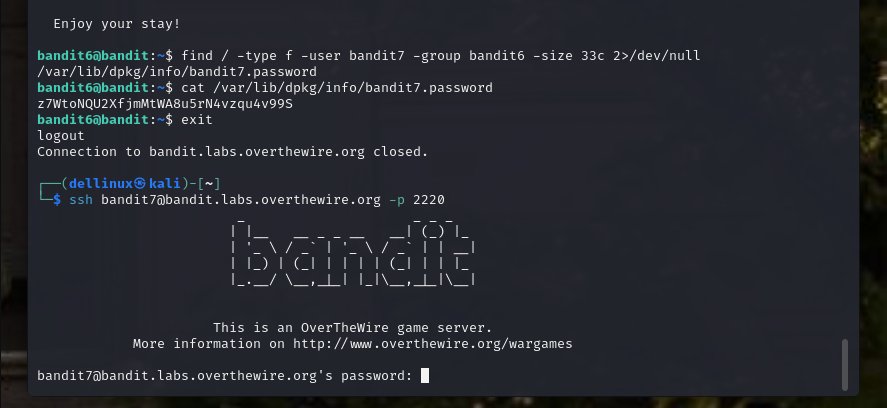 Enjoy your stay!
bandit6@bandit:~$ find / -type f -user bandit7 -group bandit6 -size 33c 2>/dev/null
/var/lib/dpkg/info/bandit7.password
bandit6@bandit:~$ cat /var/lib/dpkg/info/bandit7.password
z7WtoNQU2XfjmMtWA8u5rN4vzqu4v99S
bandit6@bandit:~$ exit
logout
Connection to bandit.labs.overthewire.org closed.
┌──(dellinux㉿kali)-[~]
└─$ ssh bandit7@bandit.labs.overthewire.org -p 2220
bandit
This is an OverTheWire game server.
More information on http://www.overthewire.org/wargames
bandit7@bandit.labs.overthewire.org's password: